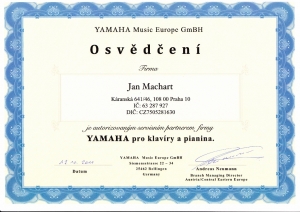 YAMAHA Music Europe GmBH
Osvědčení
Firma
Jan Machart
Káranská 641/46, 108 00 Praha 10
IČ: 65 287 927
DIČ: CZ7505281630
je autorizovaným servisním partnerem firmy
YAMAHA pro klavíry a pianina.
YAMAHA Music Europe GmBH
Siemensstrasse 22 - 34
25462 Rellingen
Germany
Datum
Andreas Neumann
Branch Managing Director
Austria/Central Eastern Europe